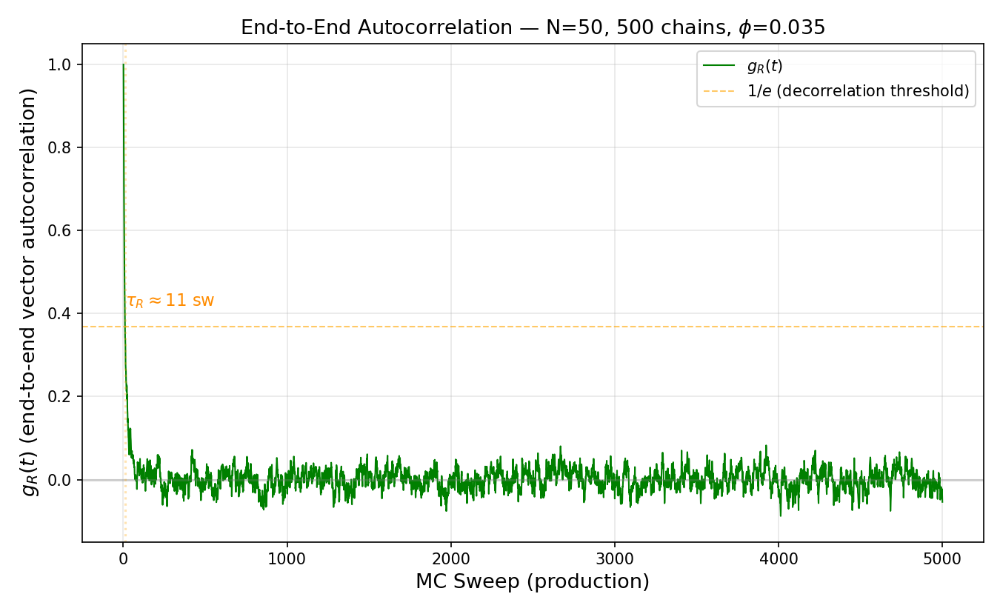 End-to-End Autocorrelation — N=50, 500 chains, ϕ=0.035
g_R(t) (end-to-end vector autocorrelation)
1.0
0.8
0.6
0.4
0.2
0.0
g_R(t)
1/e (decorrelation threshold)
τ_R ≈ 11 sw
0 1000 2000 3000 4000 5000
MC Sweep (production)